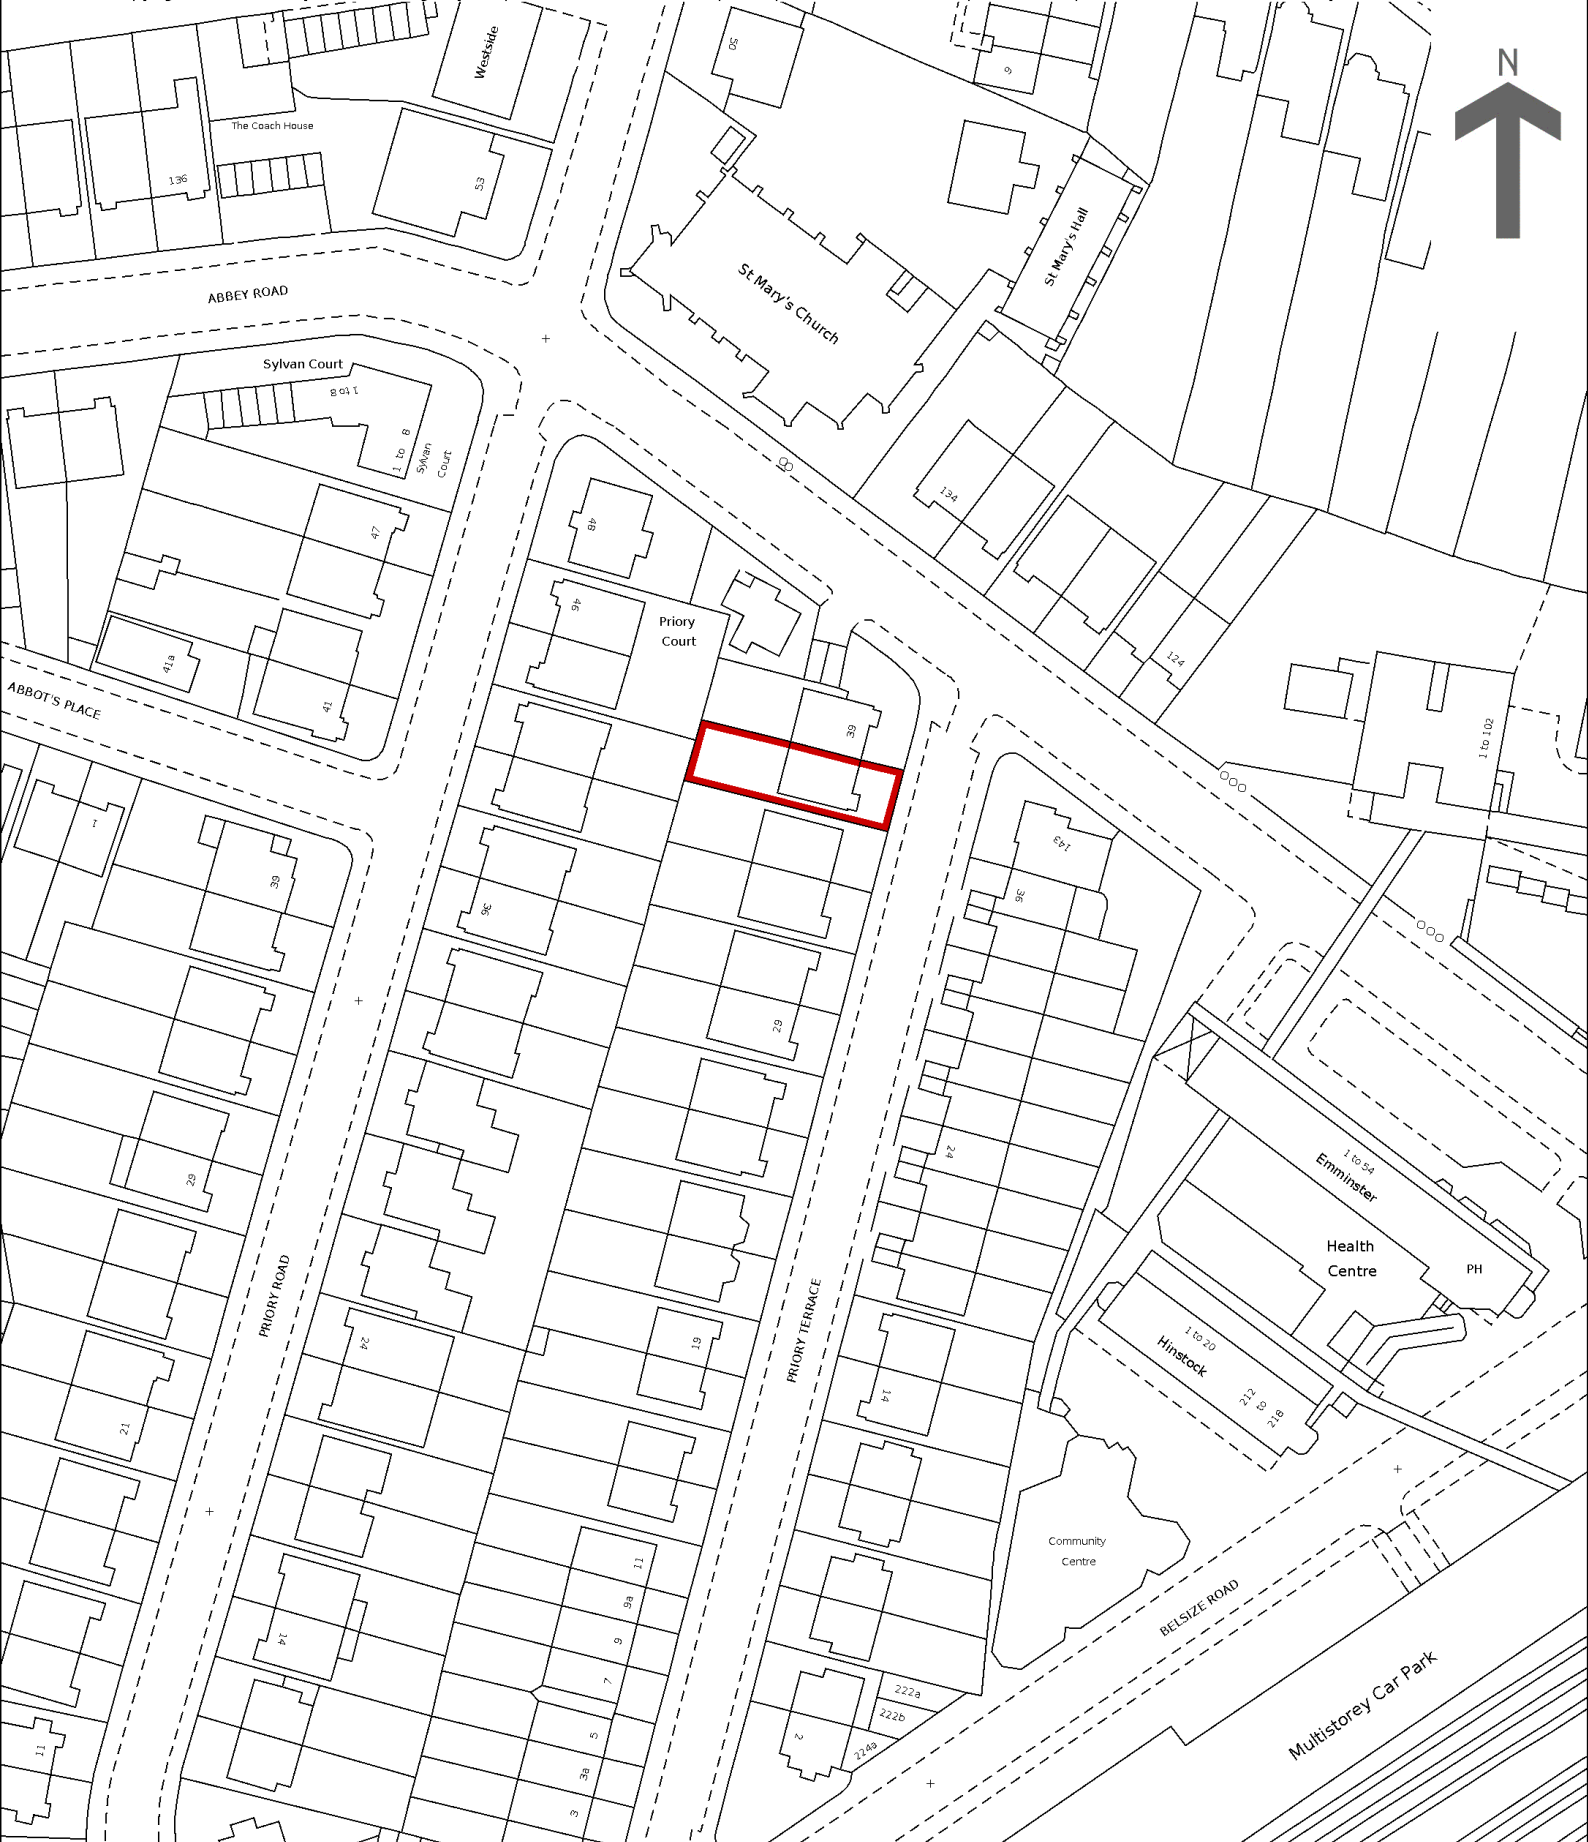 50
9
N
Westside
The Coach House
136
53
St Mary's Hall
St Mary's Church
ABBEY ROAD
Sylvan Court
1 to 8
1 to 8
Sylvan
Court
134
47
48
46
Priory
Court
124
41a
41
ABBOT'S PLACE
39
1 to 102
1
143
39
36
36
29
24
29
1 to 54
Emminster
Health
Centre
PH
PRIORY ROAD
PRIORY TERRACE
24
19
14
1 to 20
Hinstock
212
to
218
21
Community
Centre
11
9a
9
7
BELSIZE ROAD
14
222a
222b
224a
2
5
3a
3
11
Multistorey Car Park